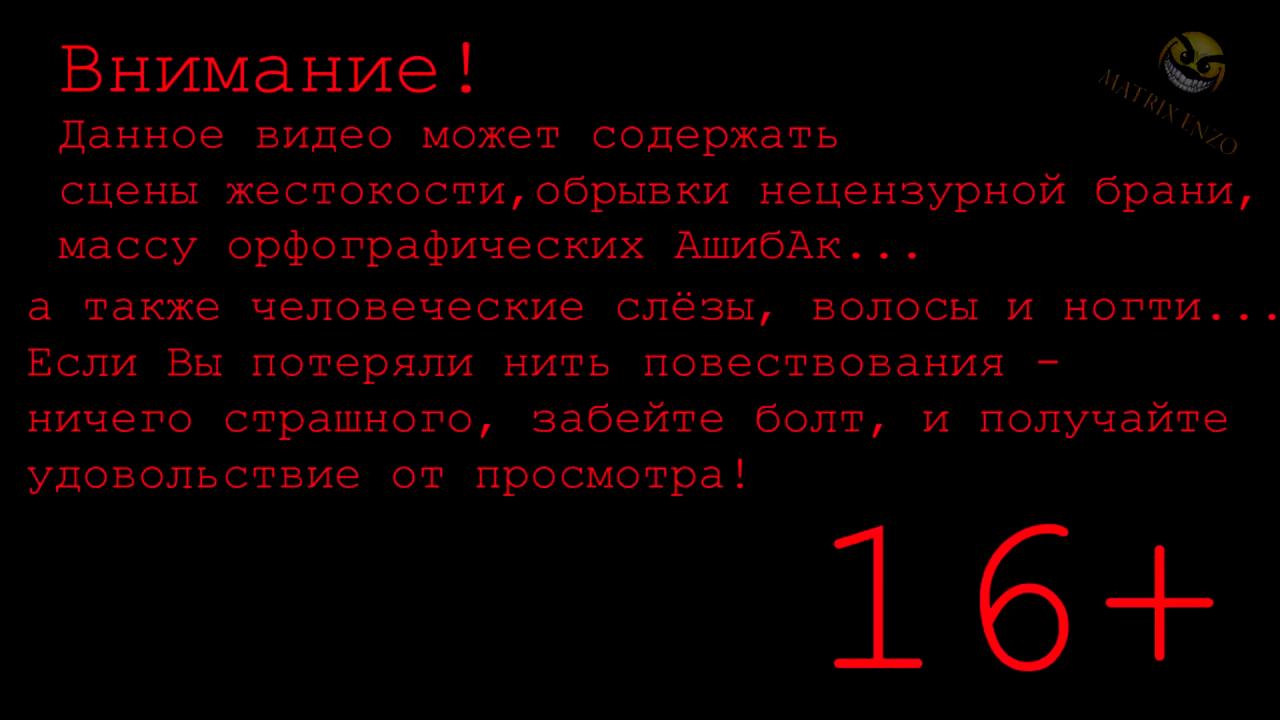 Внимание!
Данное видео может содержать
сцены жестокости,обрывки нецензурной брани,
массу орфографических АшибАк...
а также человеческие слёзы, волосы и ногти...
Если Вы потеряли нить повествования -
ничего страшного, забейте болт, и получайте
удовольствие от просмотра!
16+
MATRIX ENZO